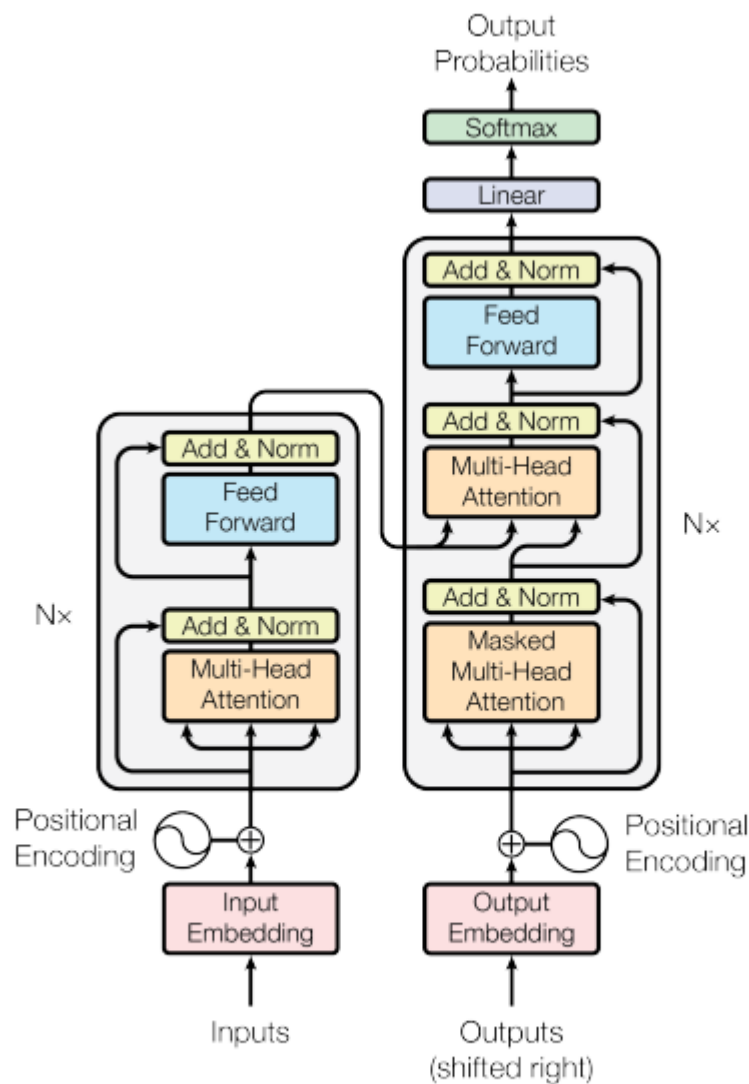 Output
Probabilities
Softmax
Linear
Add & Norm
Feed
Forward
Add & Norm
Multi-Head
Attention
Nx
Add & Norm
Masked
Multi-Head
Attention
Add & Norm
Feed
Forward
Nx
Add & Norm
Multi-Head
Attention
Positional
Encoding
Positional
Encoding
Input
Embedding
Output
Embedding
Inputs
Outputs
(shifted right)